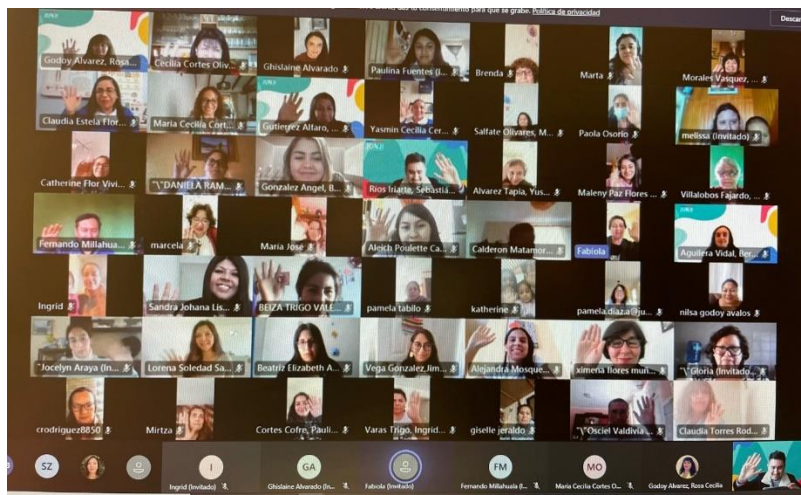 das tu consentimiento para que se grabe. Política de privacidad
Descar
Godoy Alvarez, Rosa...
Cecilia Cortes Oliv...
Ghislaine Alvarado
Paulina Fuentes (I...
Brenda
Marta
Morales Vasquez, ...
Claudia Estela Flor...
Maria Cecilia Cort...
Gutierrez Alfaro, ...
Yasmin Cecilia Cer...
Salfate Olivares, M...
Paola Osorio
melissa (Invitado)
Catherine Flor Vivi...
"\"DANIELA RAM...
Gonzalez Angel, B...
JUNJI
Rios Iriarte, Sebastia...
Alvarez Tapia, Yus...
Maleny Paz Flores ...
Villalobos Fajardo, ...
Fernando Millahua...
marcela
María José
Aleich Poulette Ca...
Calderon Matamor...
Fabiola
Aguilera Vidal, Ber...
Ingrid
Sandra Johana Lis...
BEIZA TRIGO VALE...
pamela tabilo
katherine
pamela.diaz.a@ju...
nilsa godoy avalos
"Jocelyn Araya (In...
Lorena Soledad Sa...
Beatriz Elizabeth A...
Vega Gonzalez,Jim...
Alejandra Mosque...
ximena flores muñ...
"\"Gloria (Invitado...
crodriguez8850
Mirtza
Cortes Cofre, Pauli...
Varas Trigo, Ingrid...
giselle jeraldo
"\"Osciel Valdivia ...
Claudia Torres Rod...
SZ
I
GA
FM
MO
Ingrid (Invitado)
Ghislaine Alvarado (In...
Fabiola (Invitado)
Fernando Millahuala (I...
Maria Cecilia Cortes O...
Godoy Alvarez, Rosa Cecilia